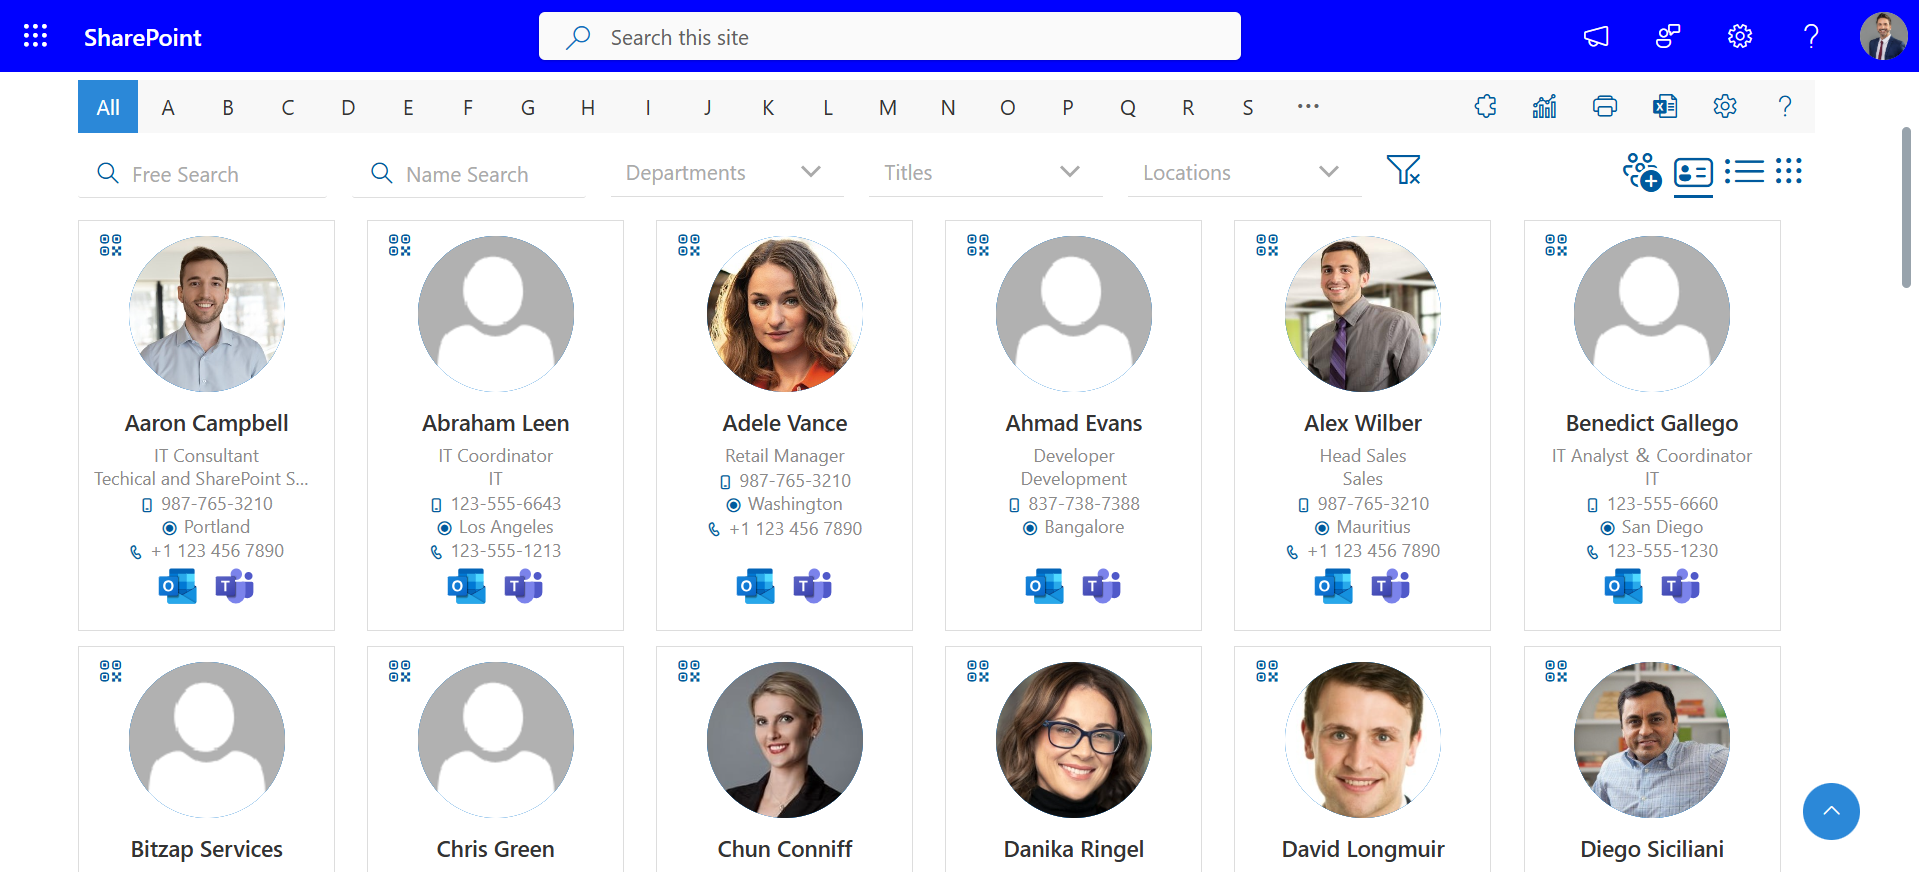 SharePoint
Search this site
All A B C D E F G H I J K L M N O P Q R S ...
Free Search
Name Search
Departments
Titles
Locations
Aaron Campbell
IT Consultant
Techical and SharePoint S...
987-765-3210
Portland
+1 123 456 7890
Abraham Leen
IT Coordinator
IT
123-555-6643
Los Angeles
123-555-1213
Adele Vance
Retail Manager
987-765-3210
Washington
+1 123 456 7890
Ahmad Evans
Developer
Development
837-738-7388
Bangalore
Alex Wilber
Head Sales
Sales
987-765-3210
Mauritius
+1 123 456 7890
Benedict Gallego
IT Analyst & Coordinator
IT
123-555-6660
San Diego
123-555-1230
Bitzap Services
Chris Green
Chun Conniff
Danika Ringel
David Longmuir
Diego Siciliani